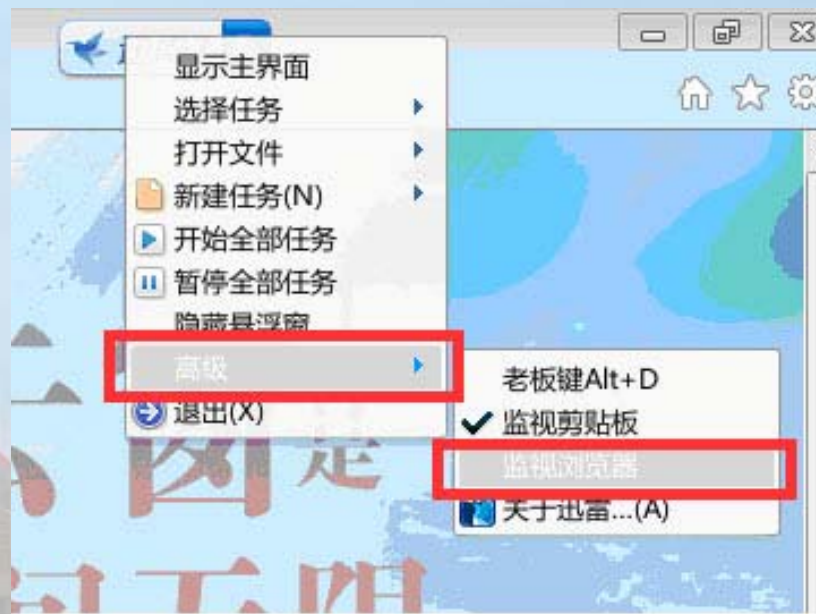 显示主界面
选择任务
打开文件
新建任务(N)
开始全部任务
暂停全部任务
隐藏悬浮窗
高级
退出(X)
老板键Alt+D
监视剪贴板
监视浏览器
关于迅雷...(A)
是